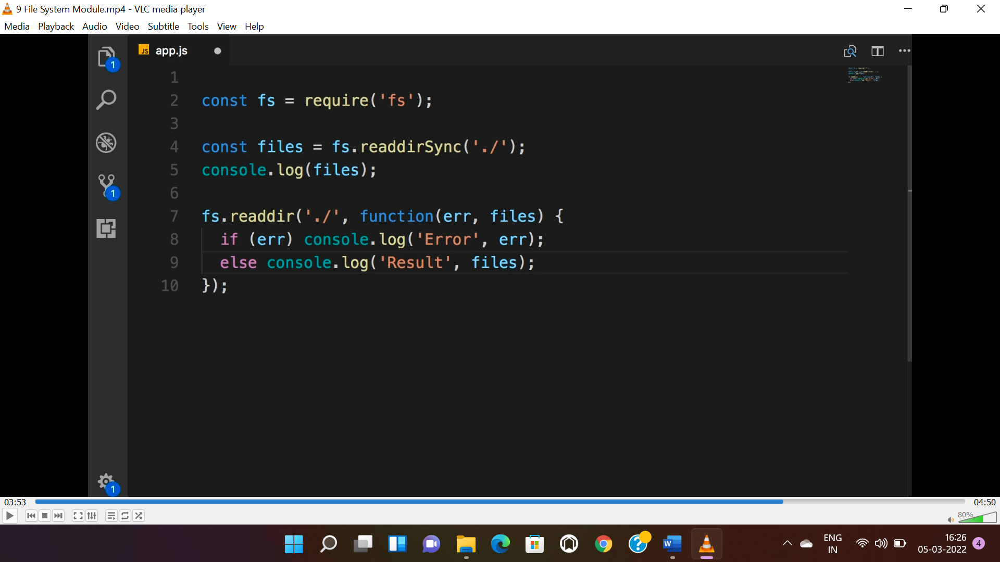 9 File System Module.mp4 - VLC media player
Media Playback Audio Video Subtitle Tools View Help
JS app.js
1
1
2 const fs = require('fs');
3
4 const files = fs.readdirSync('./');
5 console.log(files);
6
1
7 fs.readdir('./', function(err, files) {
8 if (err) console.log('Error', err);
9 else console.log('Result', files);
10 });
1
03:53 04:50
80%
ENG
IN
16:26
05-03-2022
4